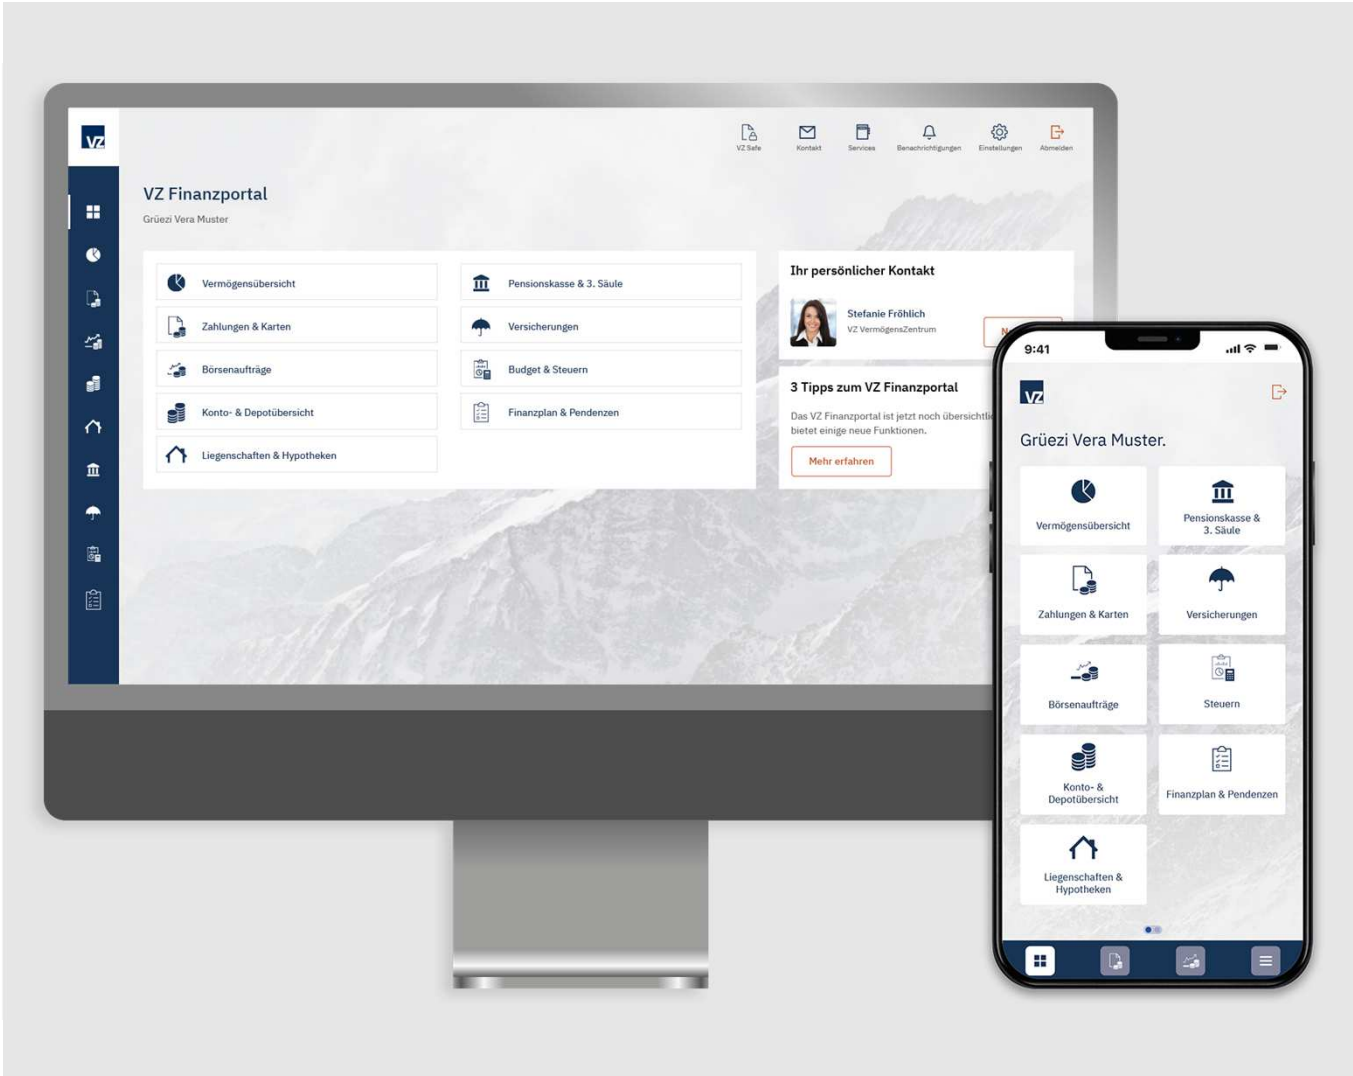 VZ
VZ Safe
Kontakt
Services
Benachrichtigungen
Einstellungen
Abmelden
VZ Finanzportal
Grüezi Vera Muster
Vermögensübersicht
Zahlungen & Karten
Börsenaufträge
Konto- & Depotübersicht
Liegenschaften & Hypotheken
Pensionskasse & 3. Säule
Versicherungen
Budget & Steuern
Finanzplan & Pendenzen
Ihr persönlicher Kontakt
Stefanie Fröhlich
VZ VermögensZentrum
3 Tipps zum VZ Finanzportal
Das VZ Finanzportal ist jetzt noch
bietet einige neue Funktionen.
Mehr erfahren
9:41
VZ
Grüezi Vera Muster.
Vermögensübersicht
Pensionskasse &
3. Säule
Zahlungen & Karten
Versicherungen
Börsenaufträge
Steuern
Konto- &
Depotübersicht
Finanzplan & Pendenzen
Liegenschaften &
Hypotheken